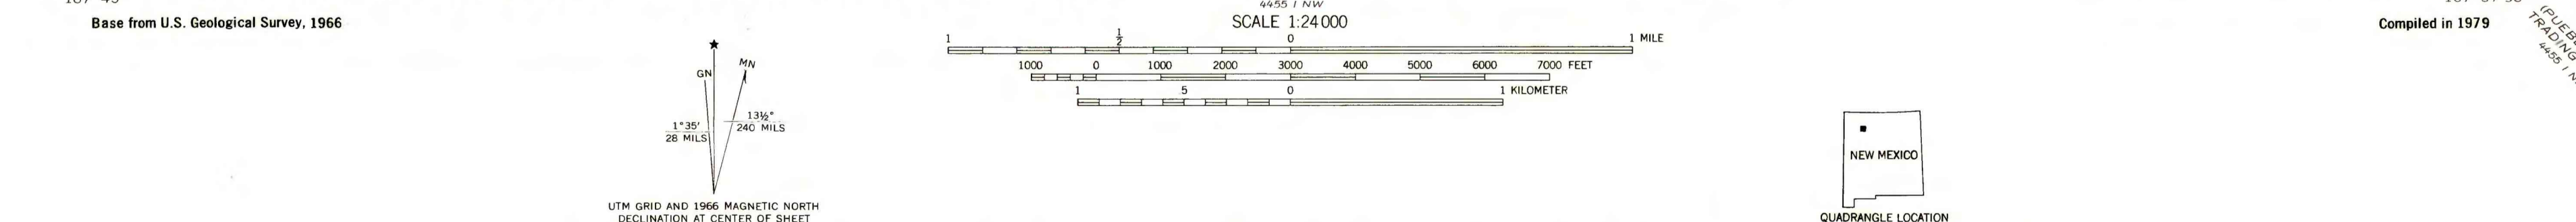 Base from U.S. Geological Survey, 1966
4455 I NW
SCALE 1:24 000
1 1/2 0 1 MILE
1000 0 1000 2000 3000 4000 5000 6000 7000 FEET
1 .5 0 1 KILOMETER
GN
MN
1°35'
28 MILS
13½°
240 MILS
UTM GRID AND 1966 MAGNETIC NORTH
DECLINATION AT CENTER OF SHEET
NEW MEXICO
QUADRANGLE LOCATION
Compiled in 1979